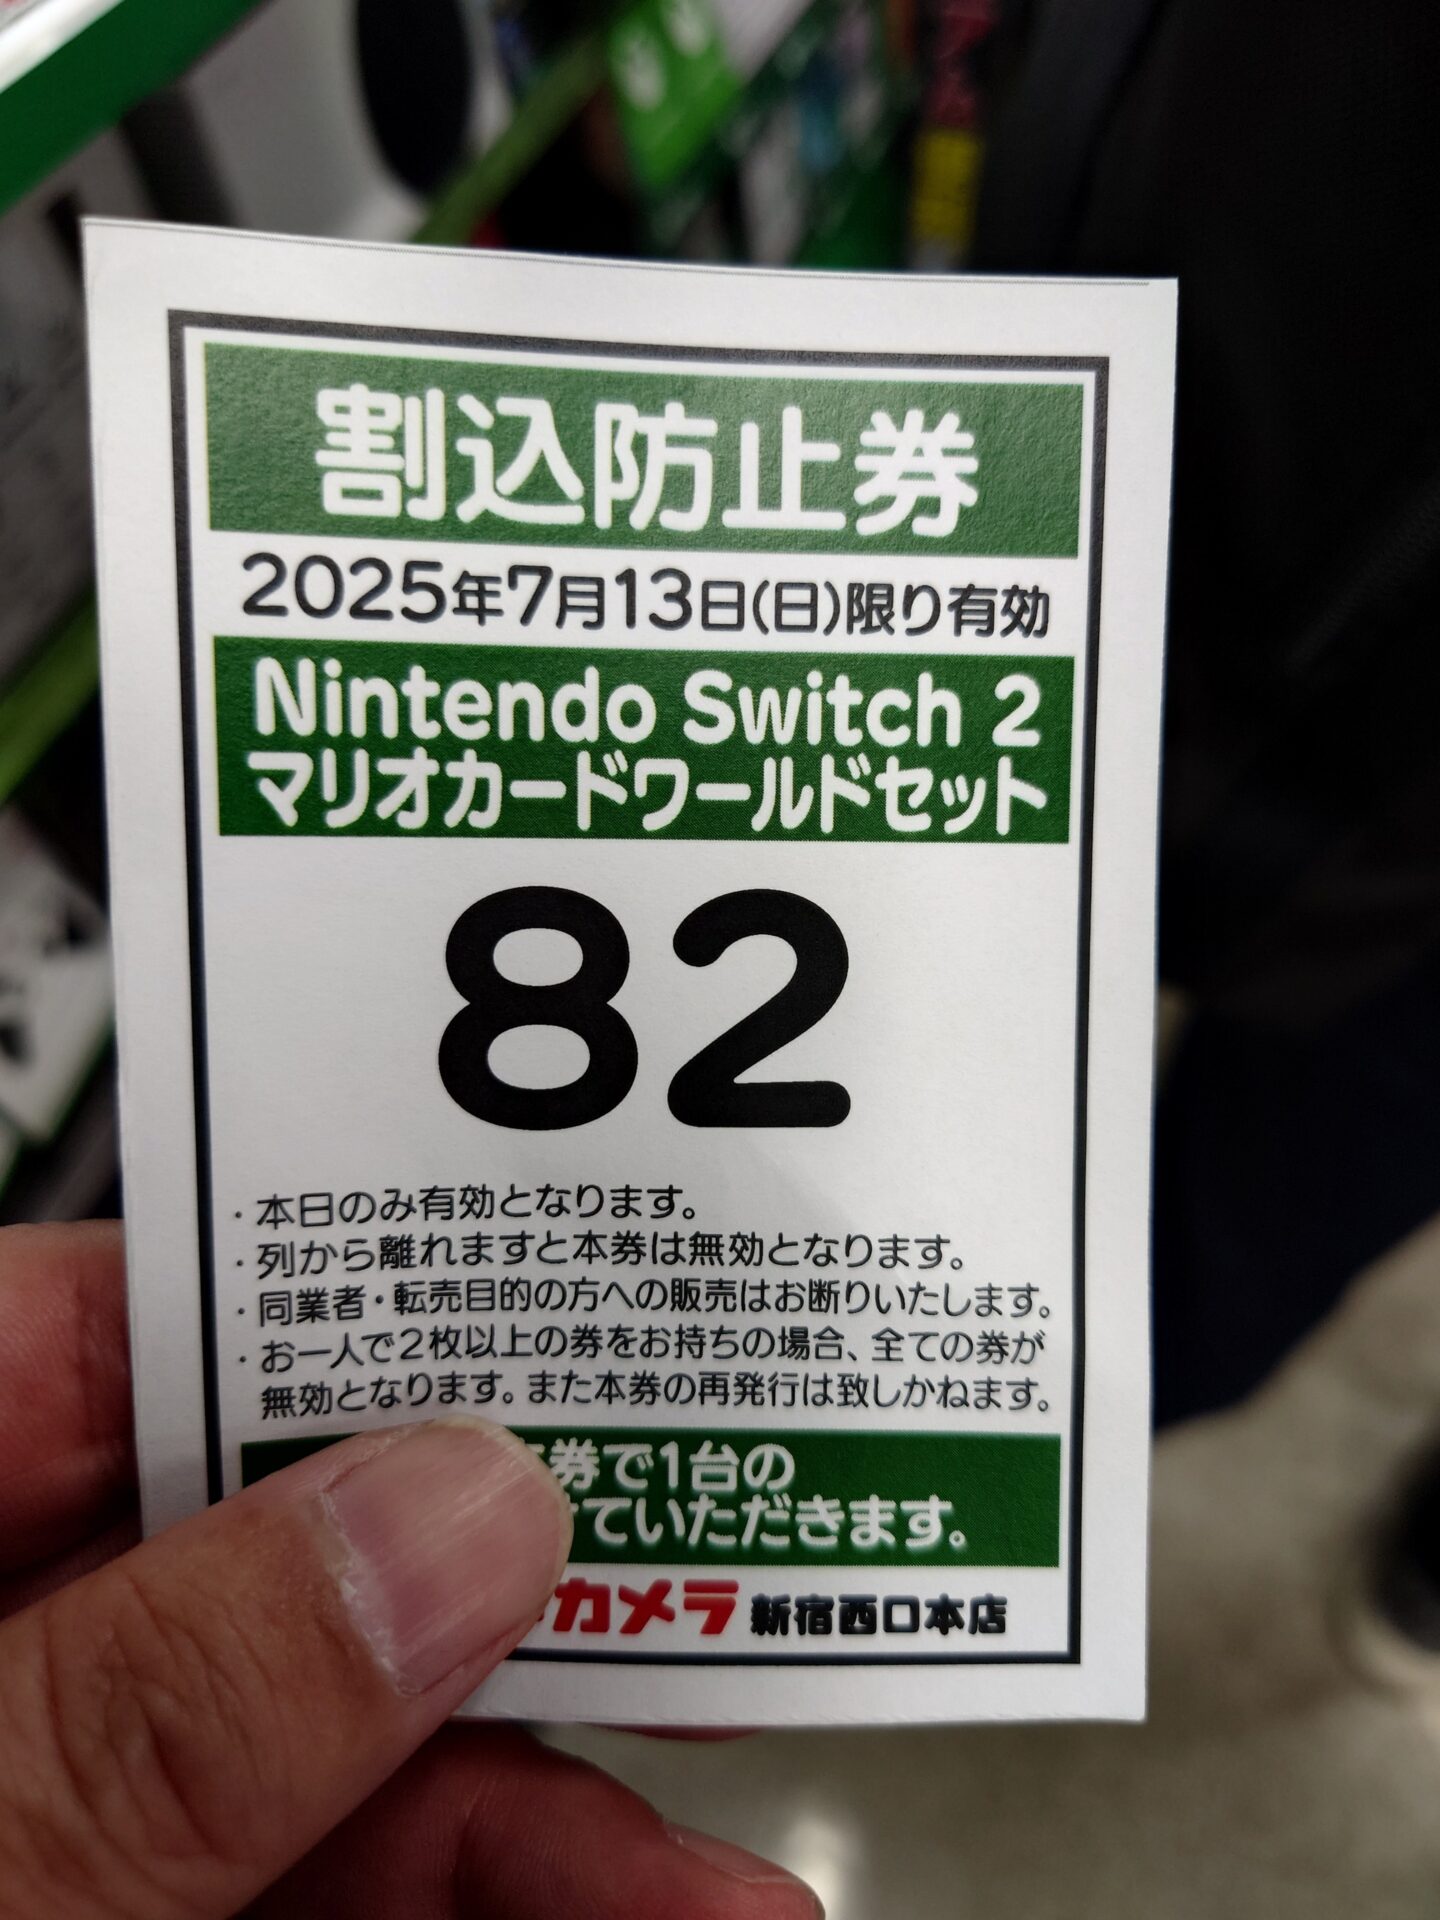 割込防止券
2025年7月13日(日)限り有効
Nintendo Switch 2
マリオカードワールドセット
82
・本日のみ有効となります。
・列から離れますと本券は無効となります。
・同業者・転売目的の方への販売はお断りいたします。
・お一人で2枚以上の券をお持ちの場合、全ての券が
無効となります。また本券の再発行は致しかねます。
券で1台の
ていただきます。
カメラ 新宿西口本店